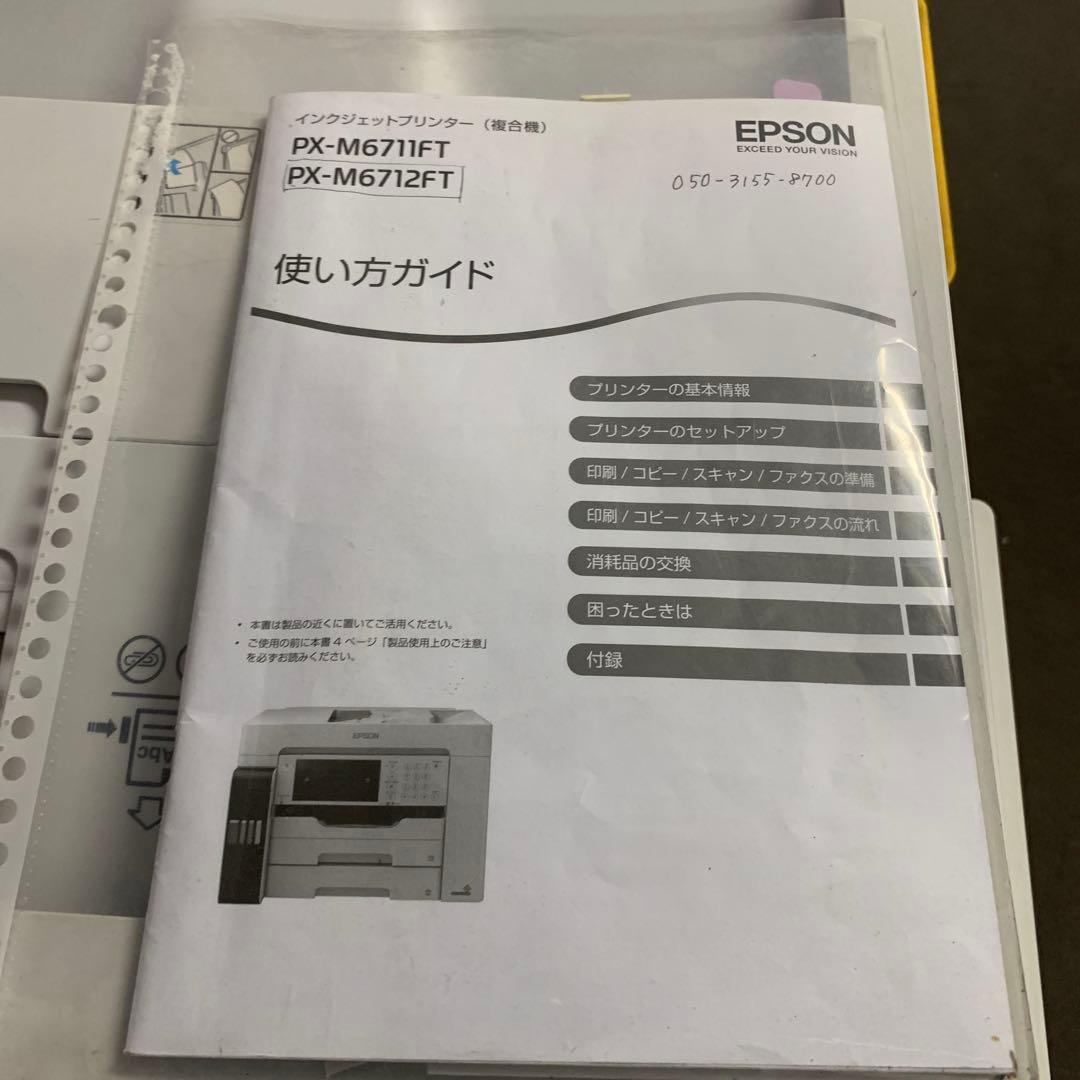 インクジェットプリンター（複合機）
PX-M6711FT
PX-M6712FT
EPSON
EXCEED YOUR VISION
050-3155-8700
使い方ガイド
プリンターの基本情報
プリンターのセットアップ
印刷 / コピー / スキャン / ファクスの準備
印刷 / コピー / スキャン / ファクスの流れ
消耗品の交換
困ったときは
付録
• 本書は製品の近くに置いてご活用ください。
• ご使用の前に本書 4 ページ「製品使用上のご注意」
を必ずお読みください。
EPSON
Abc